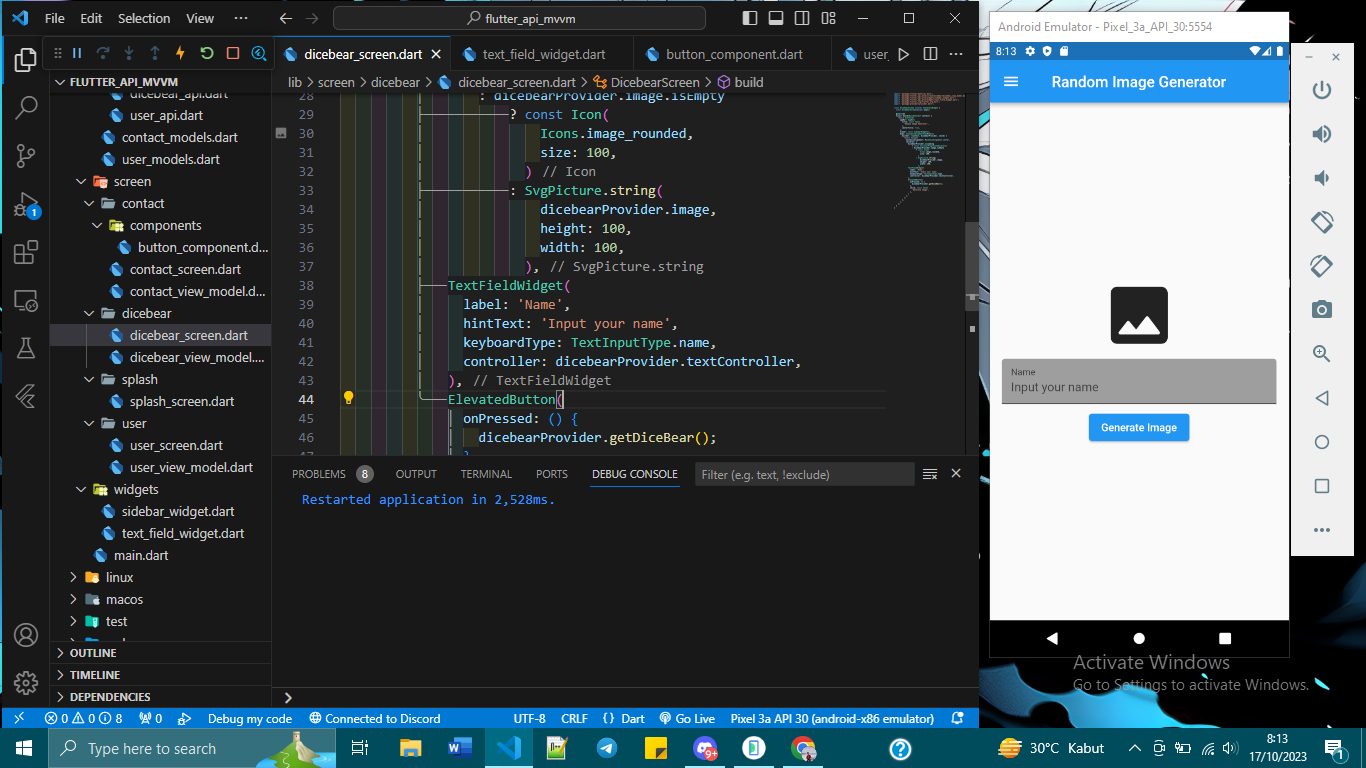 File Edit Selection View ··· flutter_api_mvvm
dicebear_screen.dart text_field_widget.dart button_component.dart user_
lib > screen > dicebear > dicebear_screen.dart > DicebearScreen > build
FLUTTER_API_MVVM
dicebear_api.dart
user_api.dart
contact_models.dart
user_models.dart
screen
contact
components
button_component.d...
contact_screen.dart
contact_view_model.d...
dicebear
dicebear_screen.dart
dicebear_view_model....
splash
splash_screen.dart
user
user_screen.dart
user_view_model.dart
widgets
sidebar_widget.dart
text_field_widget.dart
main.dart
linux
macos
test
OUTLINE
TIMELINE
DEPENDENCIES
1
28 : dicebearProvider.image.isEmpty
29 ? const Icon(
30 Icons.image_rounded,
31 size: 100,
32 ) // Icon
33 : SvgPicture.string(
34 dicebearProvider.image,
35 height: 100,
36 width: 100,
37 ), // SvgPicture.string
38 TextFieldWidget(
39 label: 'Name',
40 hintText: 'Input your name',
41 keyboardType: TextInputType.name,
42 controller: dicebearProvider.textController,
43 ), // TextFieldWidget
44 ElevatedButton(
45 onPressed: () {
46 dicebearProvider.getDiceBear();
PROBLEMS 8 OUTPUT TERMINAL PORTS DEBUG CONSOLE Filter (e.g. text, !exclude)
Restarted application in 2,528ms.
0 0 8 0 Debug my code Connected to Discord UTF-8 CRLF {} Dart Go Live Pixel 3a API 30 (android-x86 emulator)
Android Emulator - Pixel_3a_API_30:5554
8:13
Random Image Generator
Name
Input your name
Generate Image
Activate Windows
Go to Settings to activate Windows.
Type here to search
9+
30°C Kabut
8:13
17/10/2023
1